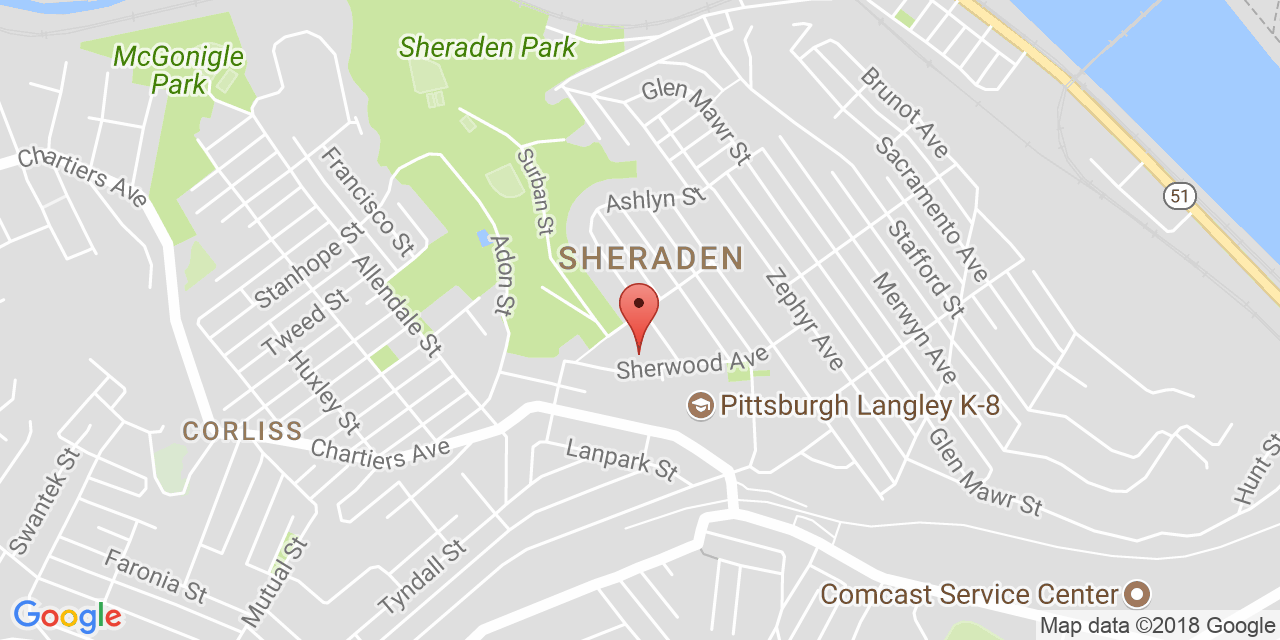 McGonigle
Park
Sheraden Park
Glen Mawr St
Brunot Ave
Sacramento Ave
51
Chartiers Ave
Francisco St
Surban St
Ashlyn St
Stafford St
SHERADEN
Stanhope St
Adon St
Allendale St
Tweed St
Zephyr Ave
Merwyn Ave
Huxley St
Sherwood Ave
Pittsburgh Langley K-8
CORLISS
Chartiers Ave
Lanpark St
Glen Mawr St
Hunt St
Swantek St
Faronia St
Mutual St
Tyndall St
Comcast Service Center
Google
Map data ©2018 Google